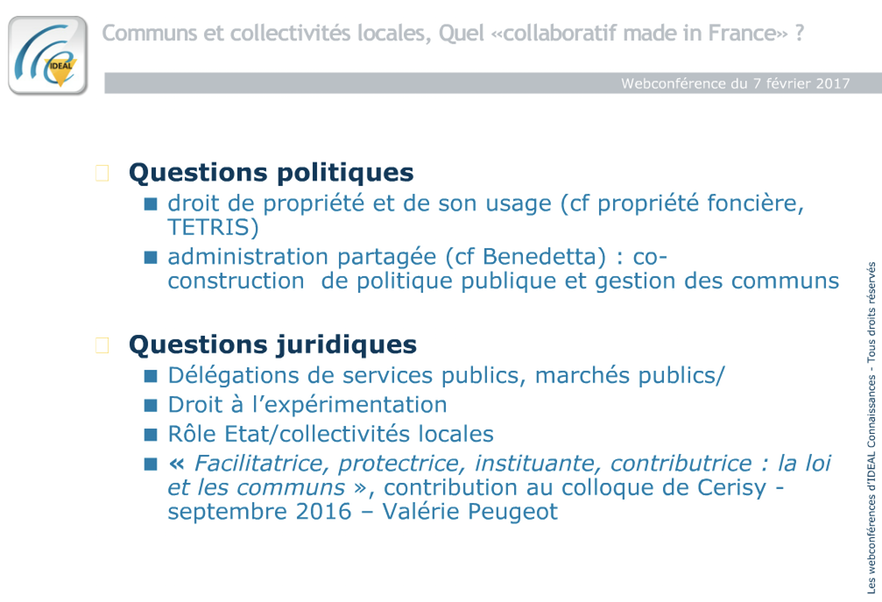 Communs et collectivités locales, Quel «collaboratif made in France» ?
IDEAL
Webconférence du 7 février 2017
Questions politiques
droit de propriété et de son usage (cf propriété foncière,
TETRIS)
administration partagée (cf Benedetta) : co-
construction  de politique publique et gestion des communs
Questions juridiques
Délégations de services publics, marchés publics/
Droit à l’expérimentation
Rôle Etat/collectivités locales
« Facilitatrice, protectrice, instituante, contributrice : la loi
et les communs », contribution au colloque de Cerisy -
septembre 2016 – Valérie Peugeot
Les webconférences d’IDEAL Connaissances - Tous droits réservés